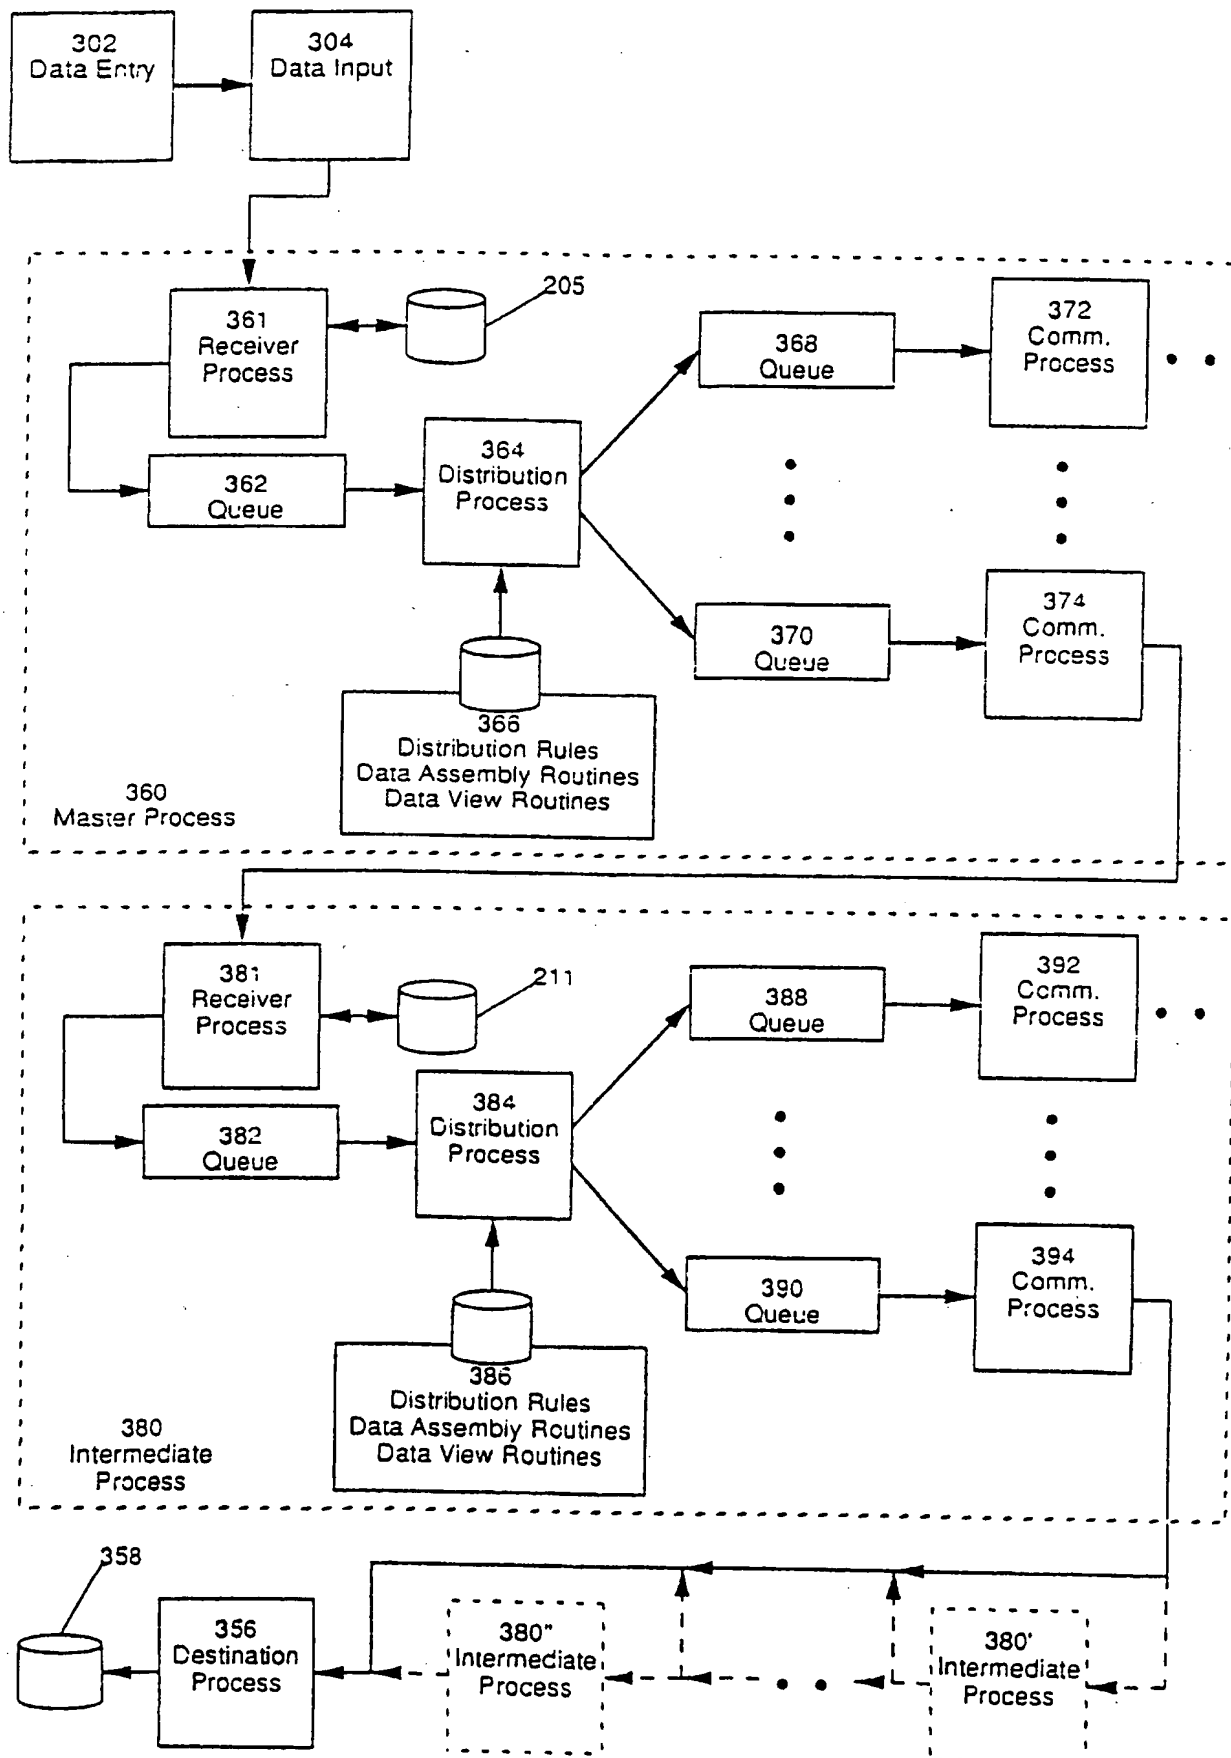 302
Data Entry
304
Data Input
361
Receiver
Process
205
368
Queue
372
Comm.
Process
362
Queue
364
Distribution
Process
370
Queue
374
Comm.
Process
366
Distribution Rules
Data Assembly Routines
Data View Routines
360
Master Process
381
Receiver
Process
211
388
Queue
392
Comm.
Process
382
Queue
384
Distribution
Process
390
Queue
394
Comm.
Process
386
Distribution Rules
Data Assembly Routines
Data View Routines
380
Intermediate
Process
358
356
Destination
Process
380"
Intermediate
Process
380'
Intermediate
Process